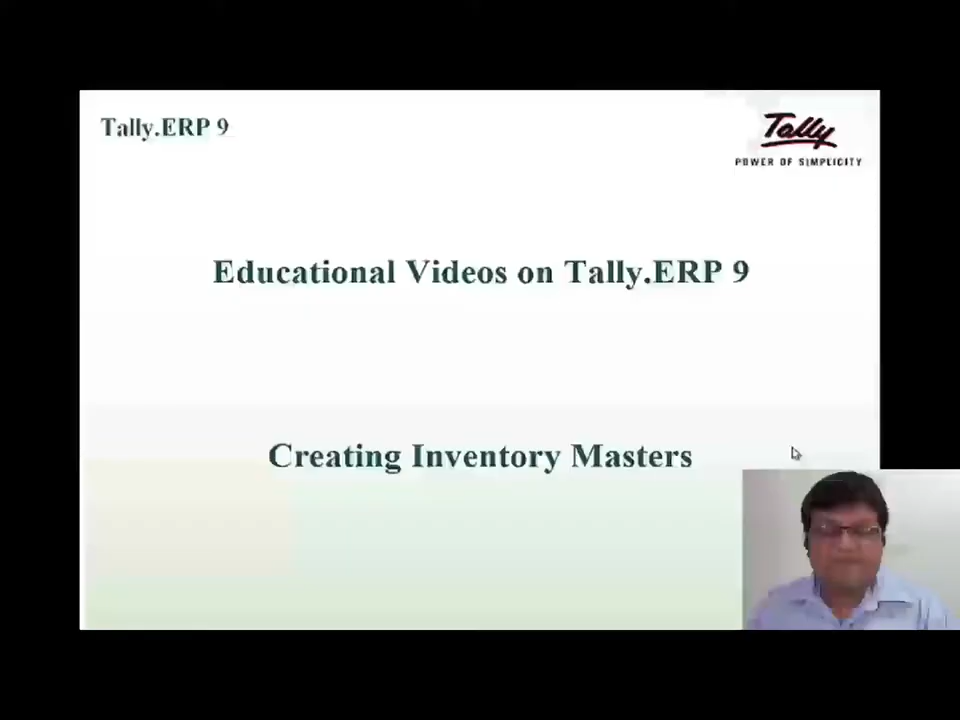 Tally.ERP 9
Tally
POWER OF SIMPLICITY
Educational Videos on Tally.ERP 9
Creating Inventory Masters